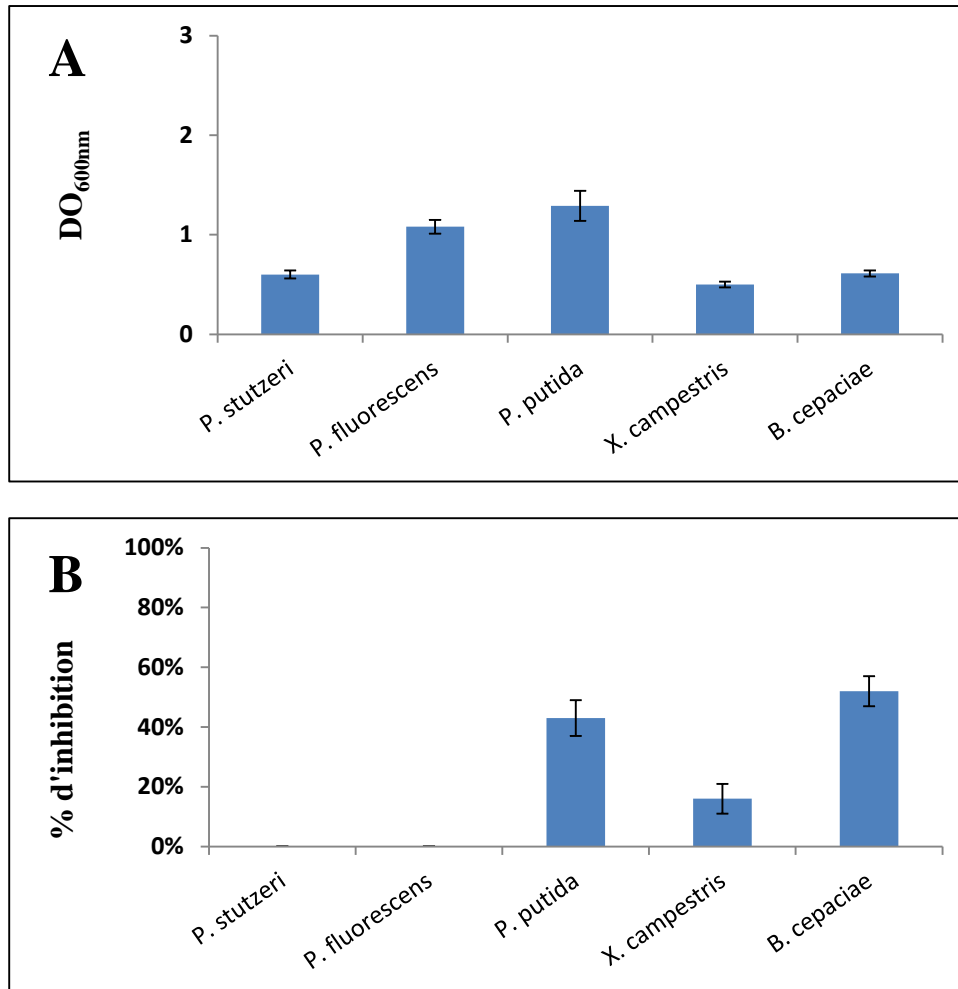 A
DO600nm
3
2
1
0
P. stutzeri
P. fluorescens
P. putida
X. campestris
B. cepaciae
B
% d'inhibition
100%
80%
60%
40%
20%
0%
P. stutzeri
P. fluorescens
P. putida
X. campestris
B. cepaciae